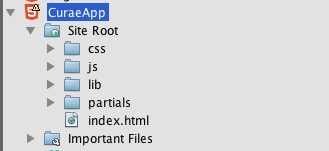 CuraeApp
Site Root
css
js
lib
partials
index.html
Important Files